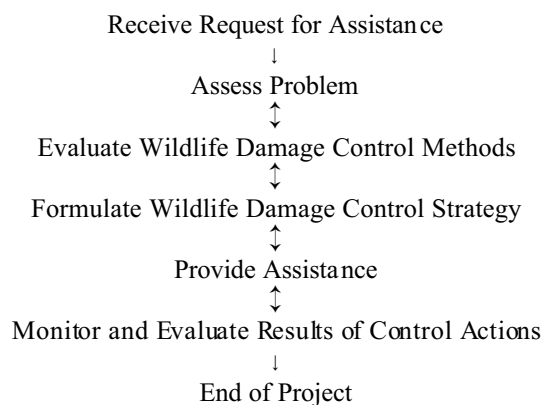 Receive Request for Assistance
↓
Assess Problem
↕
Evaluate Wildlife Damage Control Methods
↕
Formulate Wildlife Damage Control Strategy
↕
Provide Assistance
↕
Monitor and Evaluate Results of Control Actions
↓
End of Project